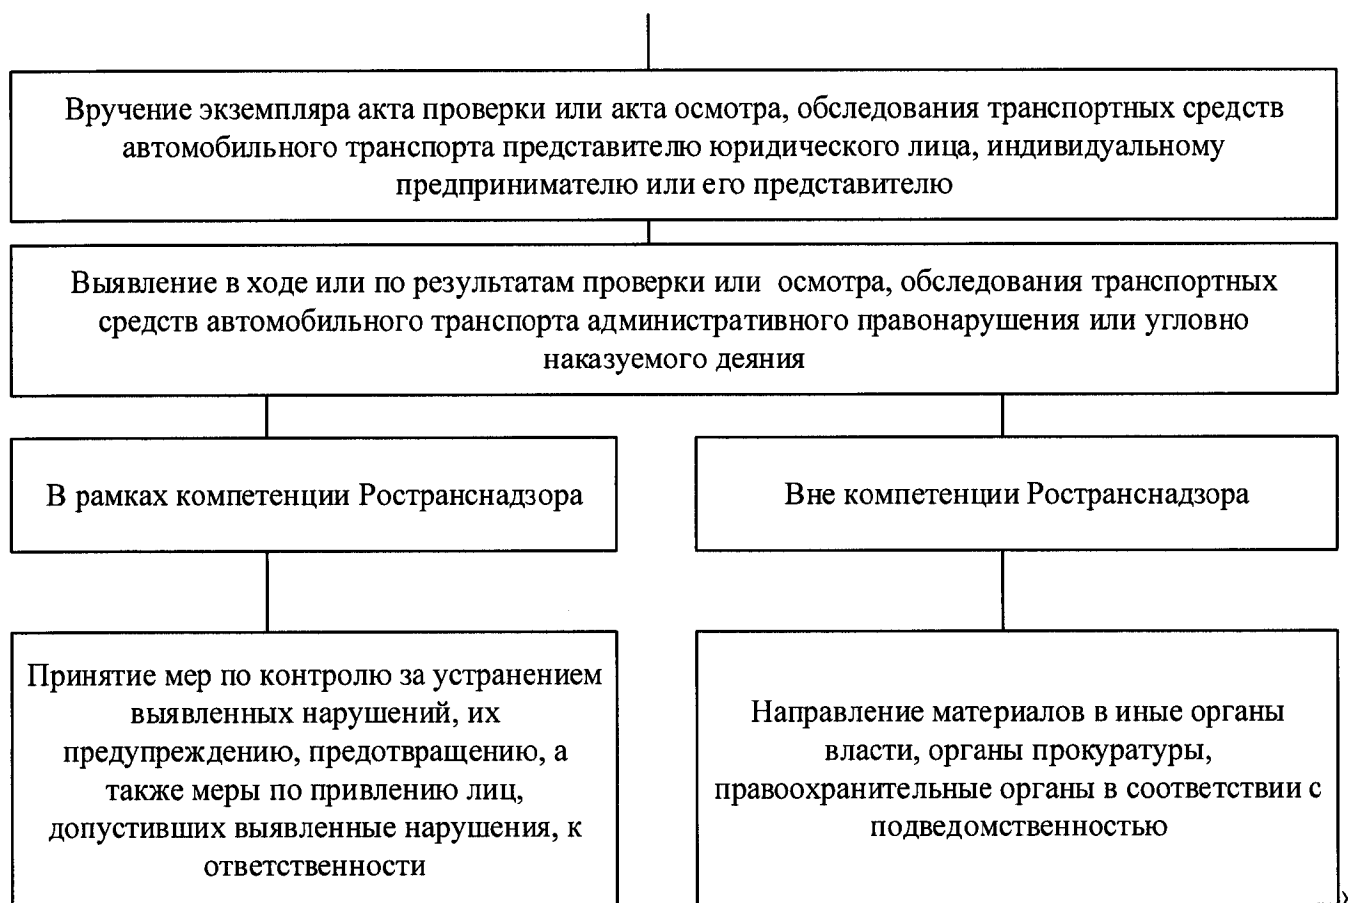 Вручение экземпляра акта проверки или акта осмотра, обследования транспортных средств
автомобильного транспорта представителю юридического лица, индивидуальному
предпринимателю или его представителю
Выявление в ходе или по результатам проверки или осмотра, обследования транспортных
средств автомобильного транспорта административного правонарушения или угловно
наказуемого деяния
В рамках компетенции Ространснадзора
Вне компетенции Ространснадзора
Принятие мер по контролю за устранением
выявленных нарушений, их
предупреждению, предотвращению, а
также меры по привлению лиц,
допустивших выявленные нарушения, к
ответственности
Направление материалов в иные органы
власти, органы прокуратуры,
правоохранительные органы в соответствии с
подведомственностью